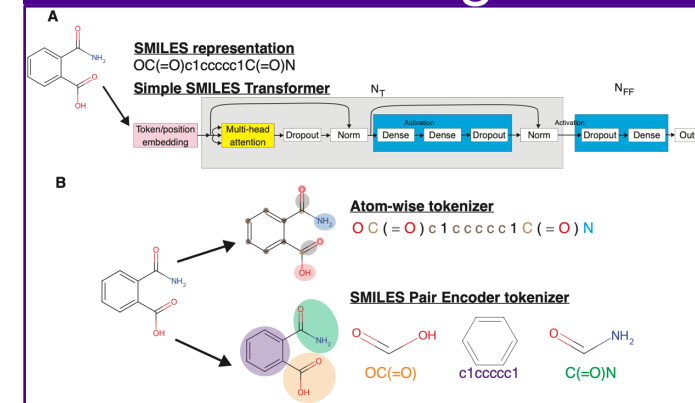 A
O
NH2
O
OH
SMILES representation
OC(=O)c1ccccc1C(=O)N
Simple SMILES Transformer
NT
NFF
Token/position
embedding
Multi-head
attention
Dropout
Norm
Activation
Dense
Dense
Dropout
Norm
Activation
Dropout
Dense
Out
B
O
NH2
O
OH
O
NH2
O
OH
Atom-wise tokenizer
O C ( = O ) c 1 c c c c c 1 C ( = O ) N
O
NH2
O
OH
SMILES Pair Encoder tokenizer
O
OH
O
NH2
OC(=O)
c1ccccc1
C(=O)N